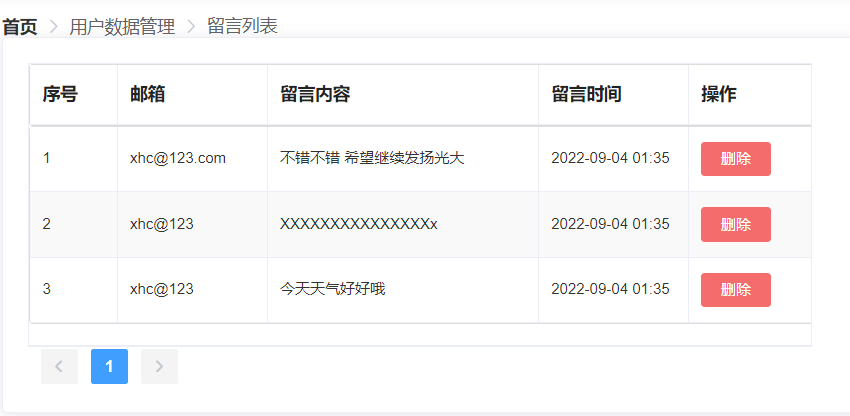 首页 > 用户数据管理 > 留言列表
序号 邮箱 留言内容 留言时间 操作
1 xhc@123.com 不错不错 希望继续发扬光大 2022-09-04 01:35 删除
2 xhc@123 XXXXXXXXXXXXXXXx 2022-09-04 01:35 删除
3 xhc@123 今天天气好好哦 2022-09-04 01:35 删除
< 1 >